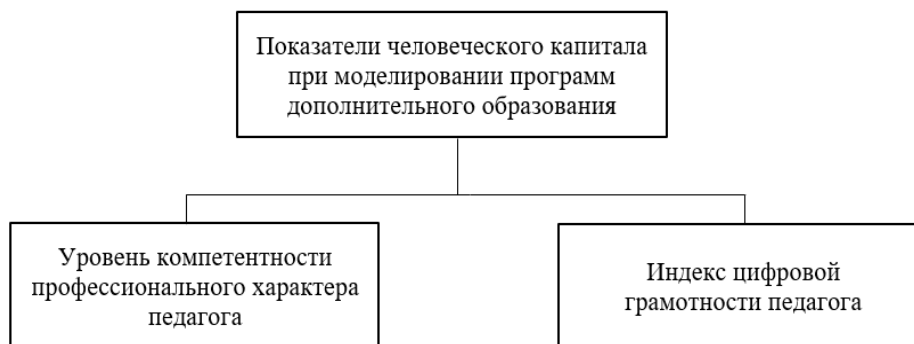 Показатели человеческого капитала
при моделировании программ
дополнительного образования
Уровень компетентности
профессионального характера
педагога
Индекс цифровой
грамотности педагога